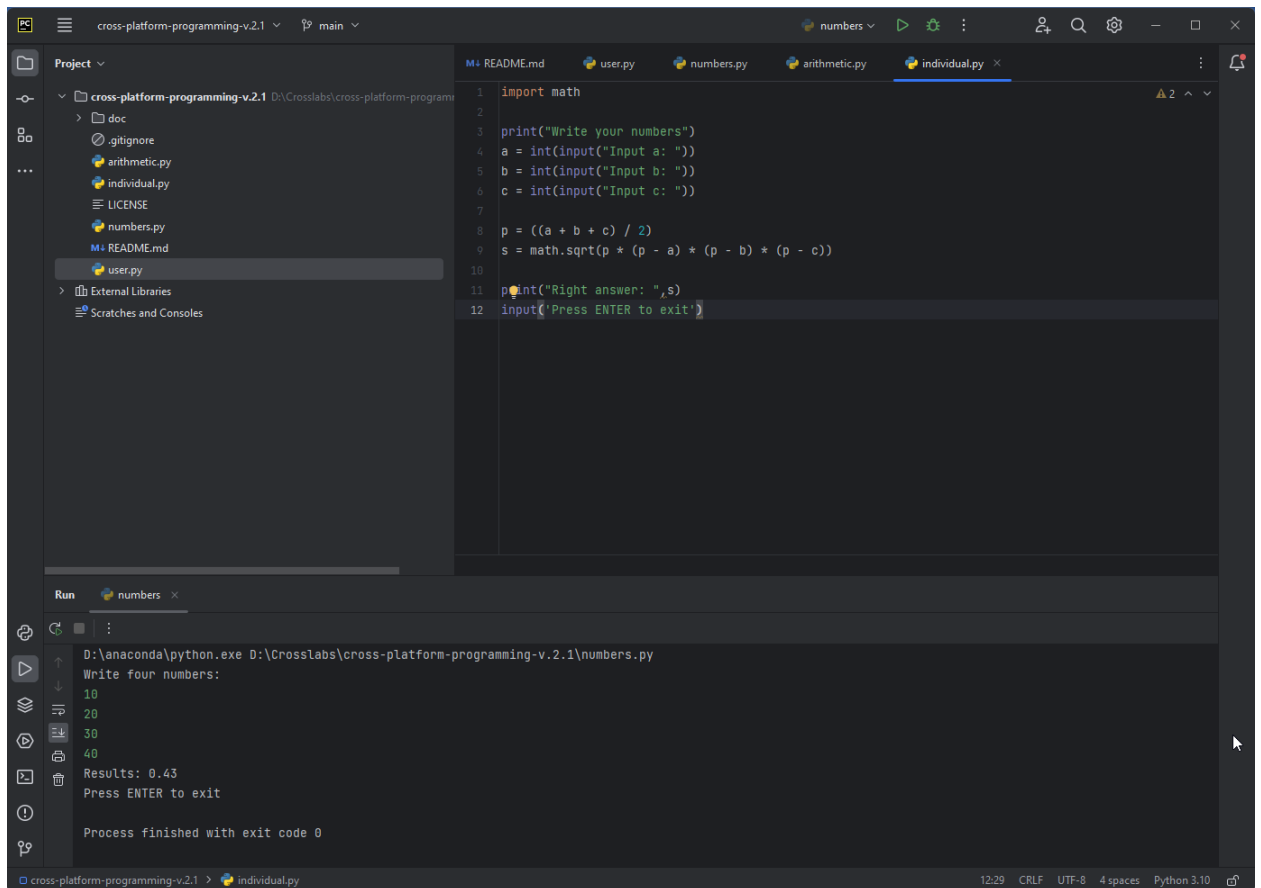 PC cross-platform-programming-v.2.1 main numbers
Project
README.md user.py numbers.py arithmetic.py individual.py
cross-platform-programming-v.2.1 D:\Crosslabs\cross-platform-programm
doc
.gitignore
arithmetic.py
individual.py
LICENSE
numbers.py
README.md
user.py
External Libraries
Scratches and Consoles
2
1 import math
2
3 print("Write your numbers")
4 a = int(input("Input a: "))
5 b = int(input("Input b: "))
6 c = int(input("Input c: "))
7
8 p = ((a + b + c) / 2)
9 s = math.sqrt(p * (p - a) * (p - b) * (p - c))
10
11 print("Right answer: ",s)
12 input('Press ENTER to exit')
Run numbers
D:\anaconda\python.exe D:\Crosslabs\cross-platform-programming-v.2.1\numbers.py
Write four numbers:
10
20
30
40
Results: 0.43
Press ENTER to exit
Process finished with exit code 0
cross-platform-programming-v.2.1 > individual.py 12:29 CRLF UTF-8 4 spaces Python 3.10